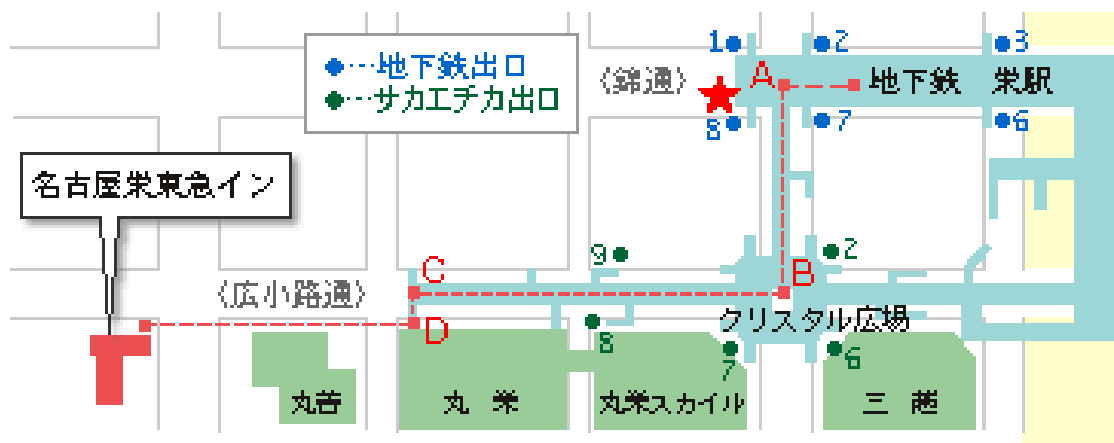 1
2
3
●…地下鉄出口
●…サカエチカ出口
〈錦通〉
A
地下鉄 栄駅
8
7
6
名古屋栄東急イン
9
2
C
B
〈広小路通〉
D
クリスタル広場
8
7
6
丸善
丸 栄
丸栄スカイル
三 越